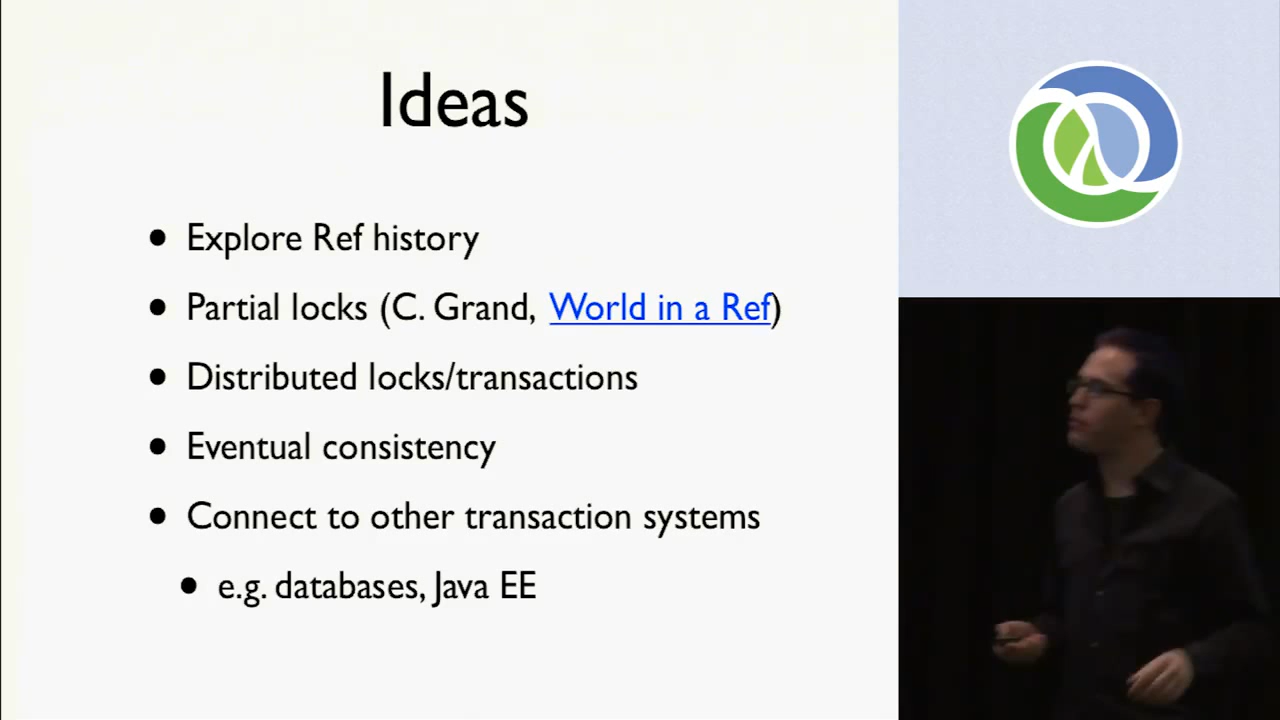 Ideas
• Explore Ref history
• Partial locks (C. Grand, World in a Ref)
• Distributed locks/transactions
• Eventual consistency
• Connect to other transaction systems
• e.g. databases, Java EE